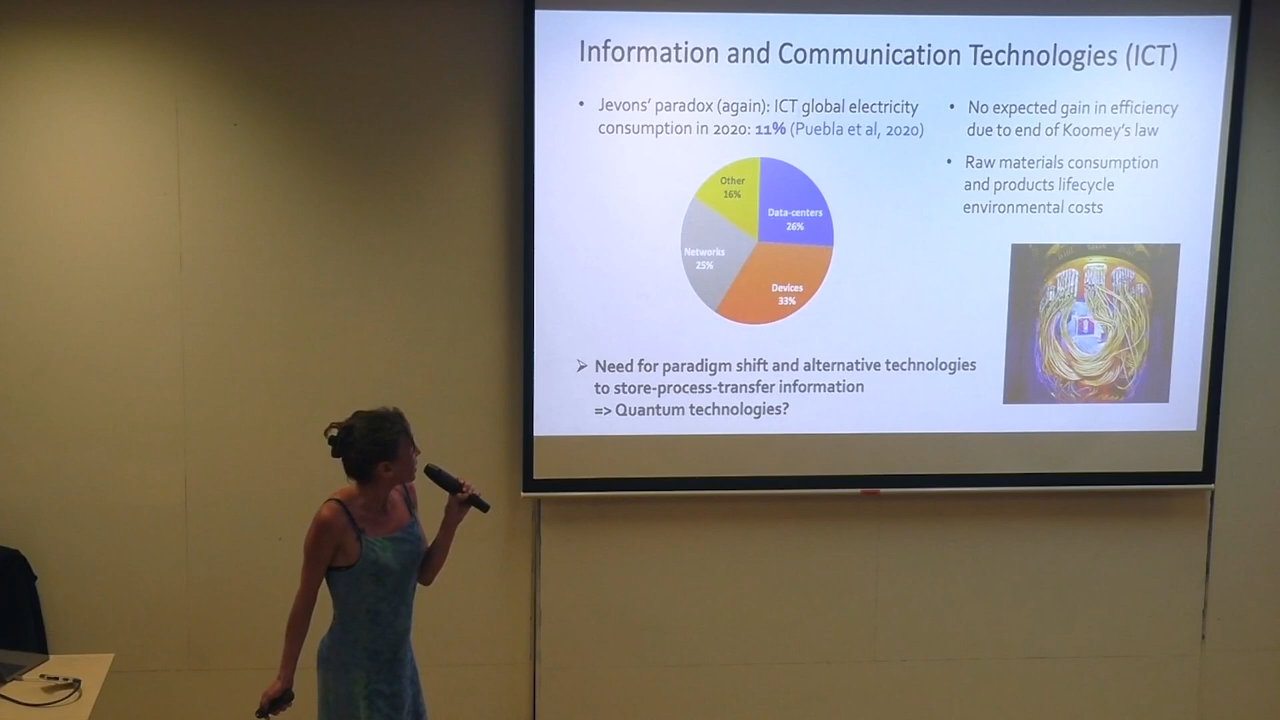 Information and Communication Technologies (ICT)
• Jevons' paradox (again): ICT global electricity
consumption in 2020: 11% (Puebla et al, 2020)
Other
16%
Data-centers
26%
Networks
25%
Devices
33%
➢ Need for paradigm shift and alternative technologies
to store-process-transfer information
=> Quantum technologies?
• No expected gain in efficiency
due to end of Koomey's law
• Raw materials consumption
and products lifecycle
environmental costs